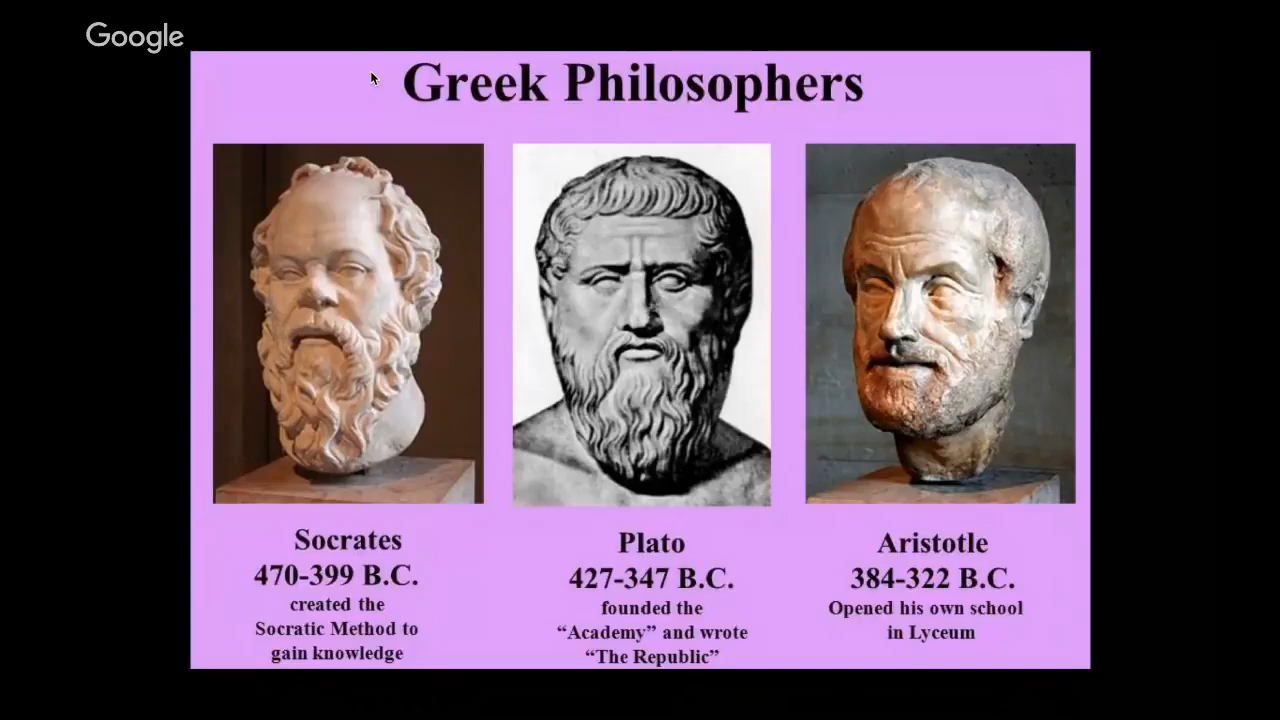 Google
Greek Philosophers
Socrates
470-399 B.C.
created the
Socratic Method to
gain knowledge
Plato
427-347 B.C.
founded the
“Academy” and wrote
“The Republic”
Aristotle
384-322 B.C.
Opened his own school
in Lyceum